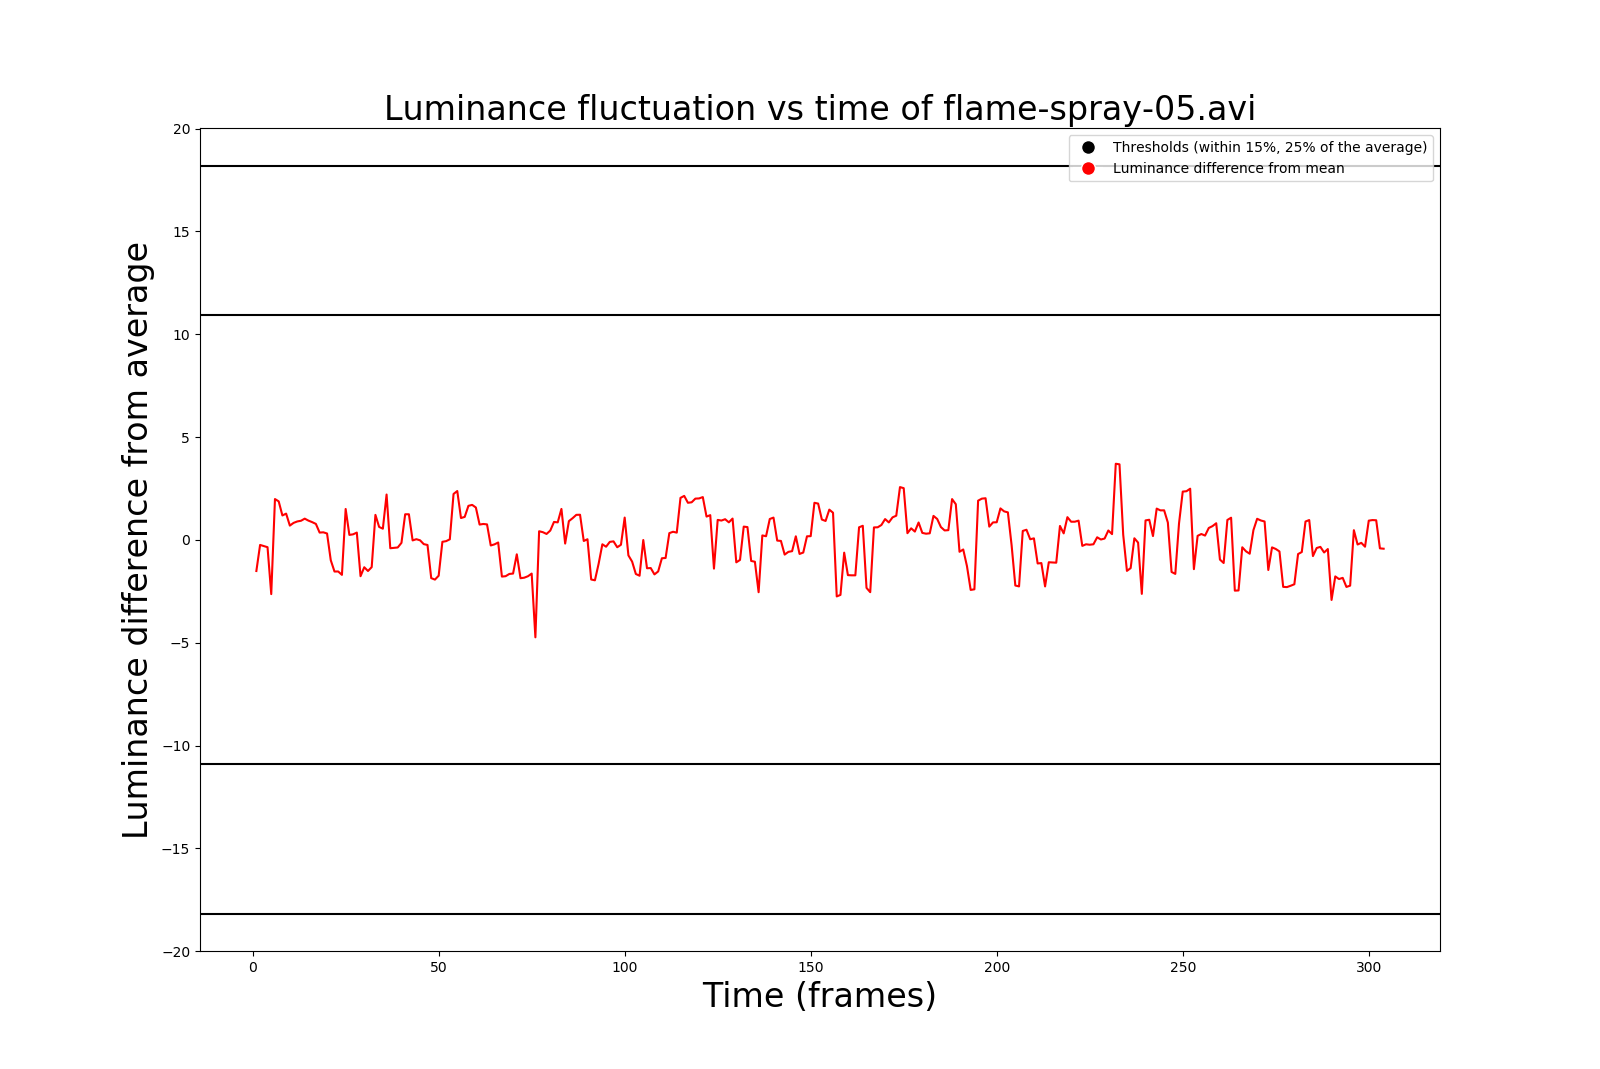 Luminance fluctuation vs time of flame-spray-05.avi
Thresholds (within 15%, 25% of the average)
Luminance difference from mean
Luminance difference from average
20
15
10
5
0
−5
−10
−15
−20
0 50 100 150 200 250 300
Time (frames)